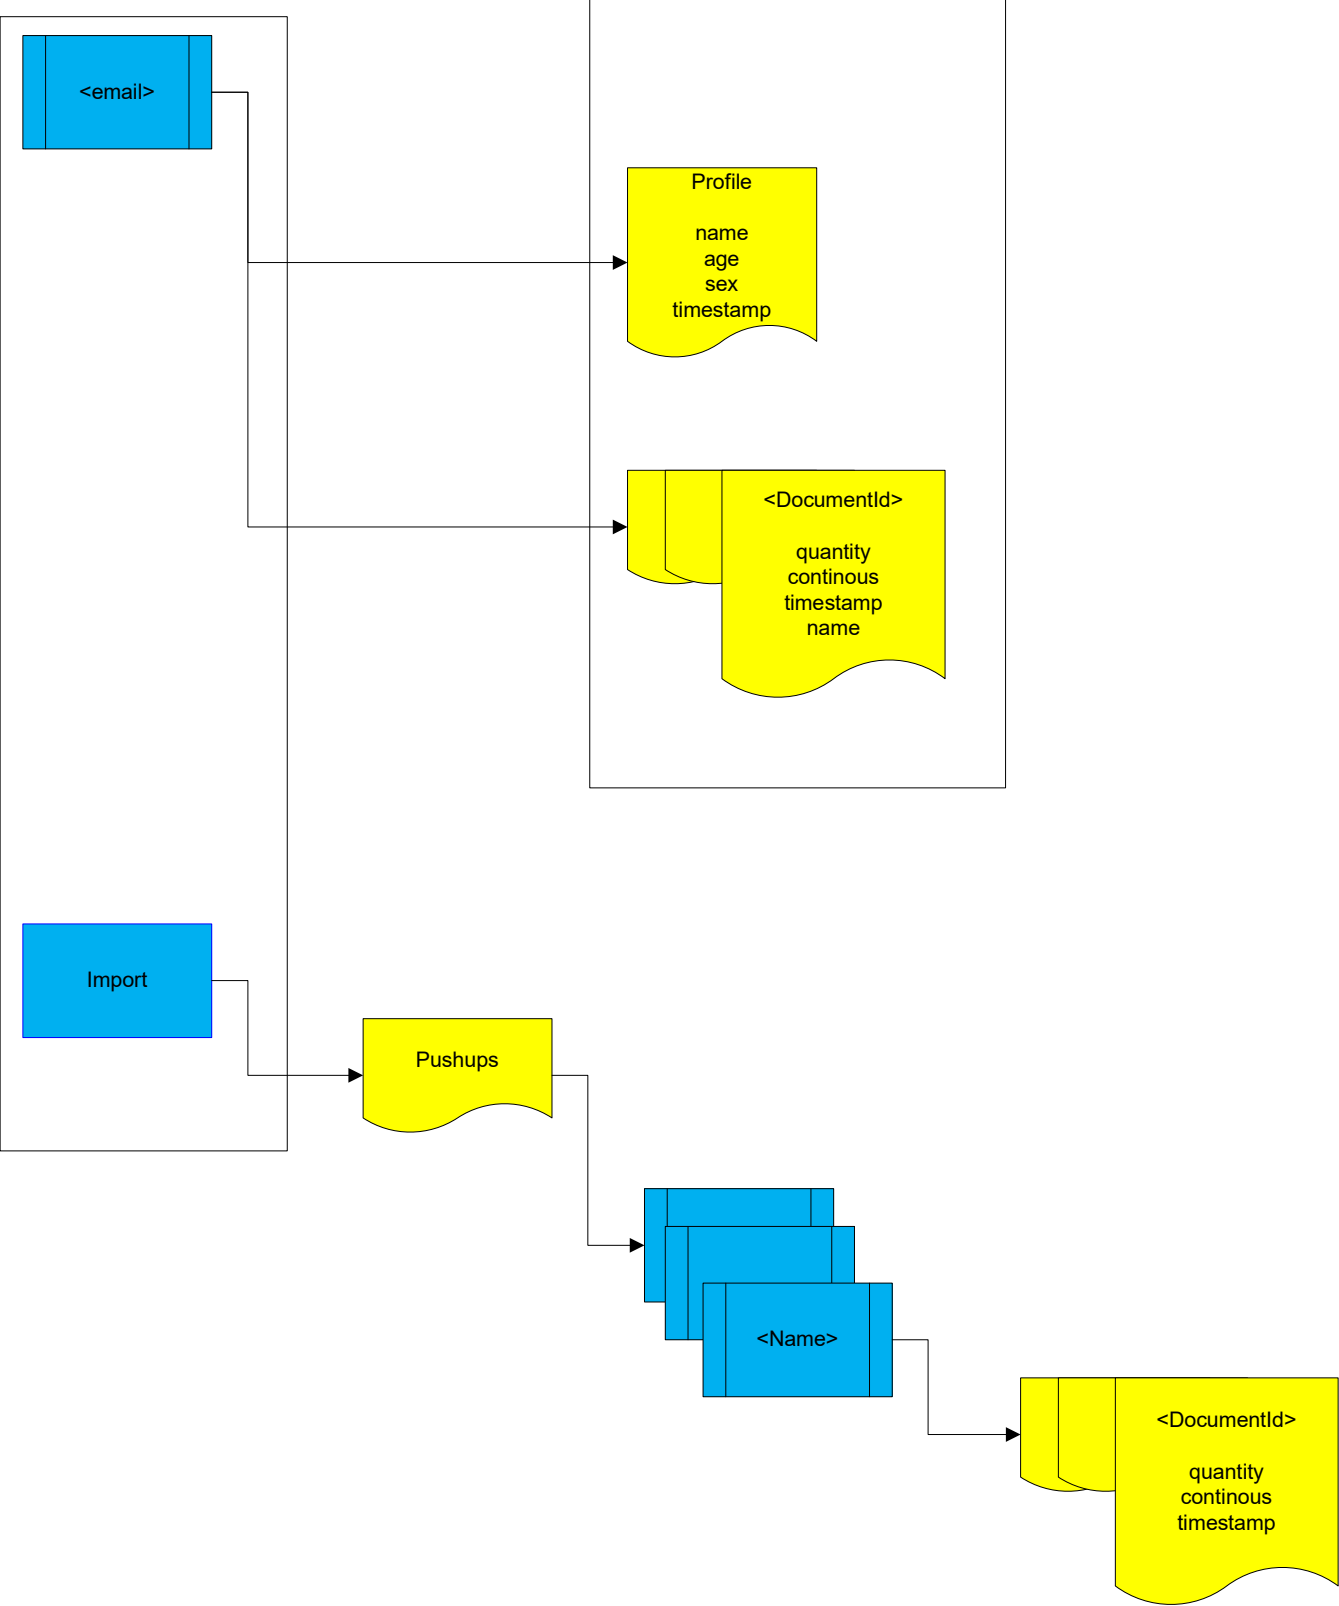 <email>
Profile
name
age
sex
timestamp
<DocumentId>
quantity
continous
timestamp
name
Import
Pushups
<Name>
<DocumentId>
quantity
continous
timestamp